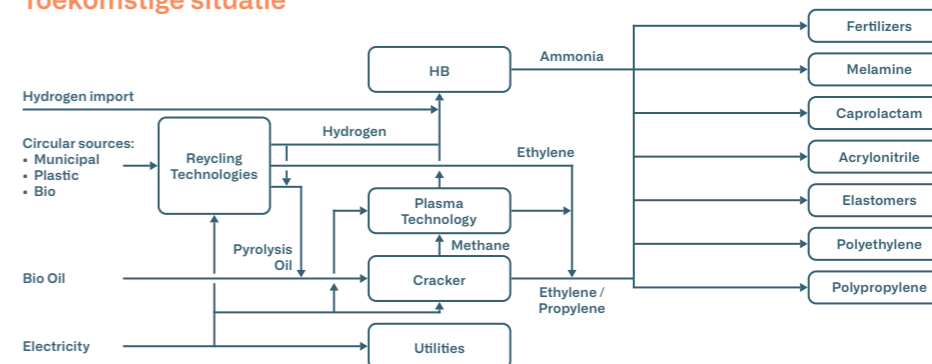 Toekomstige situatie
Fertilizers
HB
Ammonia
Melamine
Hydrogen import
Caprolactam
Hydrogen
Circular sources:
• Municipal
• Plastic
• Bio
Reycling
Technologies
Ethylene
Acrylonitrile
Elastomers
Plasma
Technology
Pyrolysis
Oil
Methane
Polyethylene
Bio Oil
Cracker
Ethylene /
Propylene
Polypropylene
Electricity
Utilities